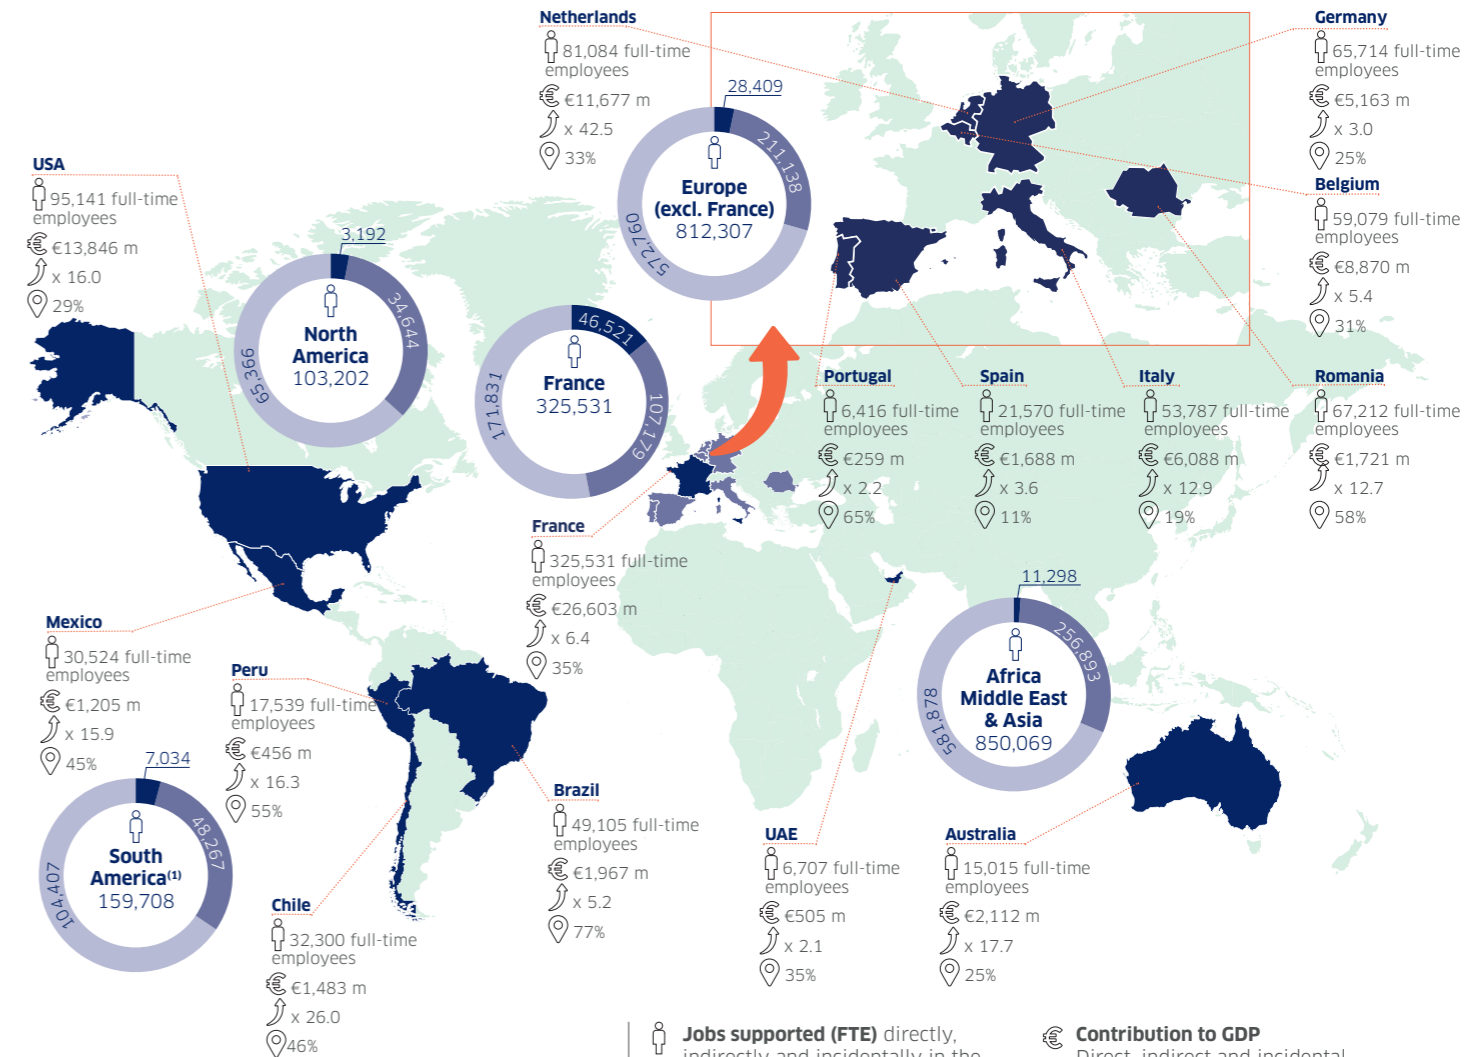 Netherlands
81,084 full-time
employees
€11,677 m
x 42.5
33%
Germany
65,714 full-time
employees
€5,163 m
x 3.0
25%
Belgium
59,079 full-time
employees
€8,870 m
x 5.4
31%
28,409
211,138
572,760
Europe
(excl. France)
812,307
USA
95,141 full-time
employees
€13,846 m
x 16.0
29%
3,192
34,644
65,366
North
America
103,202
46,521
107,179
171,831
France
325,531
Portugal
6,416 full-time
employees
€259 m
x 2.2
65%
Spain
21,570 full-time
employees
€1,688 m
x 3.6
11%
Italy
53,787 full-time
employees
€6,088 m
x 12.9
19%
Romania
67,212 full-time
employees
€1,721 m
x 12.7
58%
France
325,531 full-time
employees
€26,603 m
x 6.4
35%
Mexico
30,524 full-time
employees
€1,205 m
x 15.9
45%
Peru
17,539 full-time
employees
€456 m
x 16.3
55%
11,298
256,893
581,878
Africa
Middle East
& Asia
850,069
7,034
48,267
104,407
South
America(1)
159,708
Brazil
49,105 full-time
employees
€1,967 m
x 5.2
77%
Chile
32,300 full-time
employees
€1,483 m
x 26.0
46%
UAE
6,707 full-time
employees
€505 m
x 2.1
35%
Australia
15,015 full-time
employees
€2,112 m
x 17.7
25%
Jobs supported (FTE) directly,
indirectly and incidentally in the
Contribution to GDP
Direct, indirect and incidental